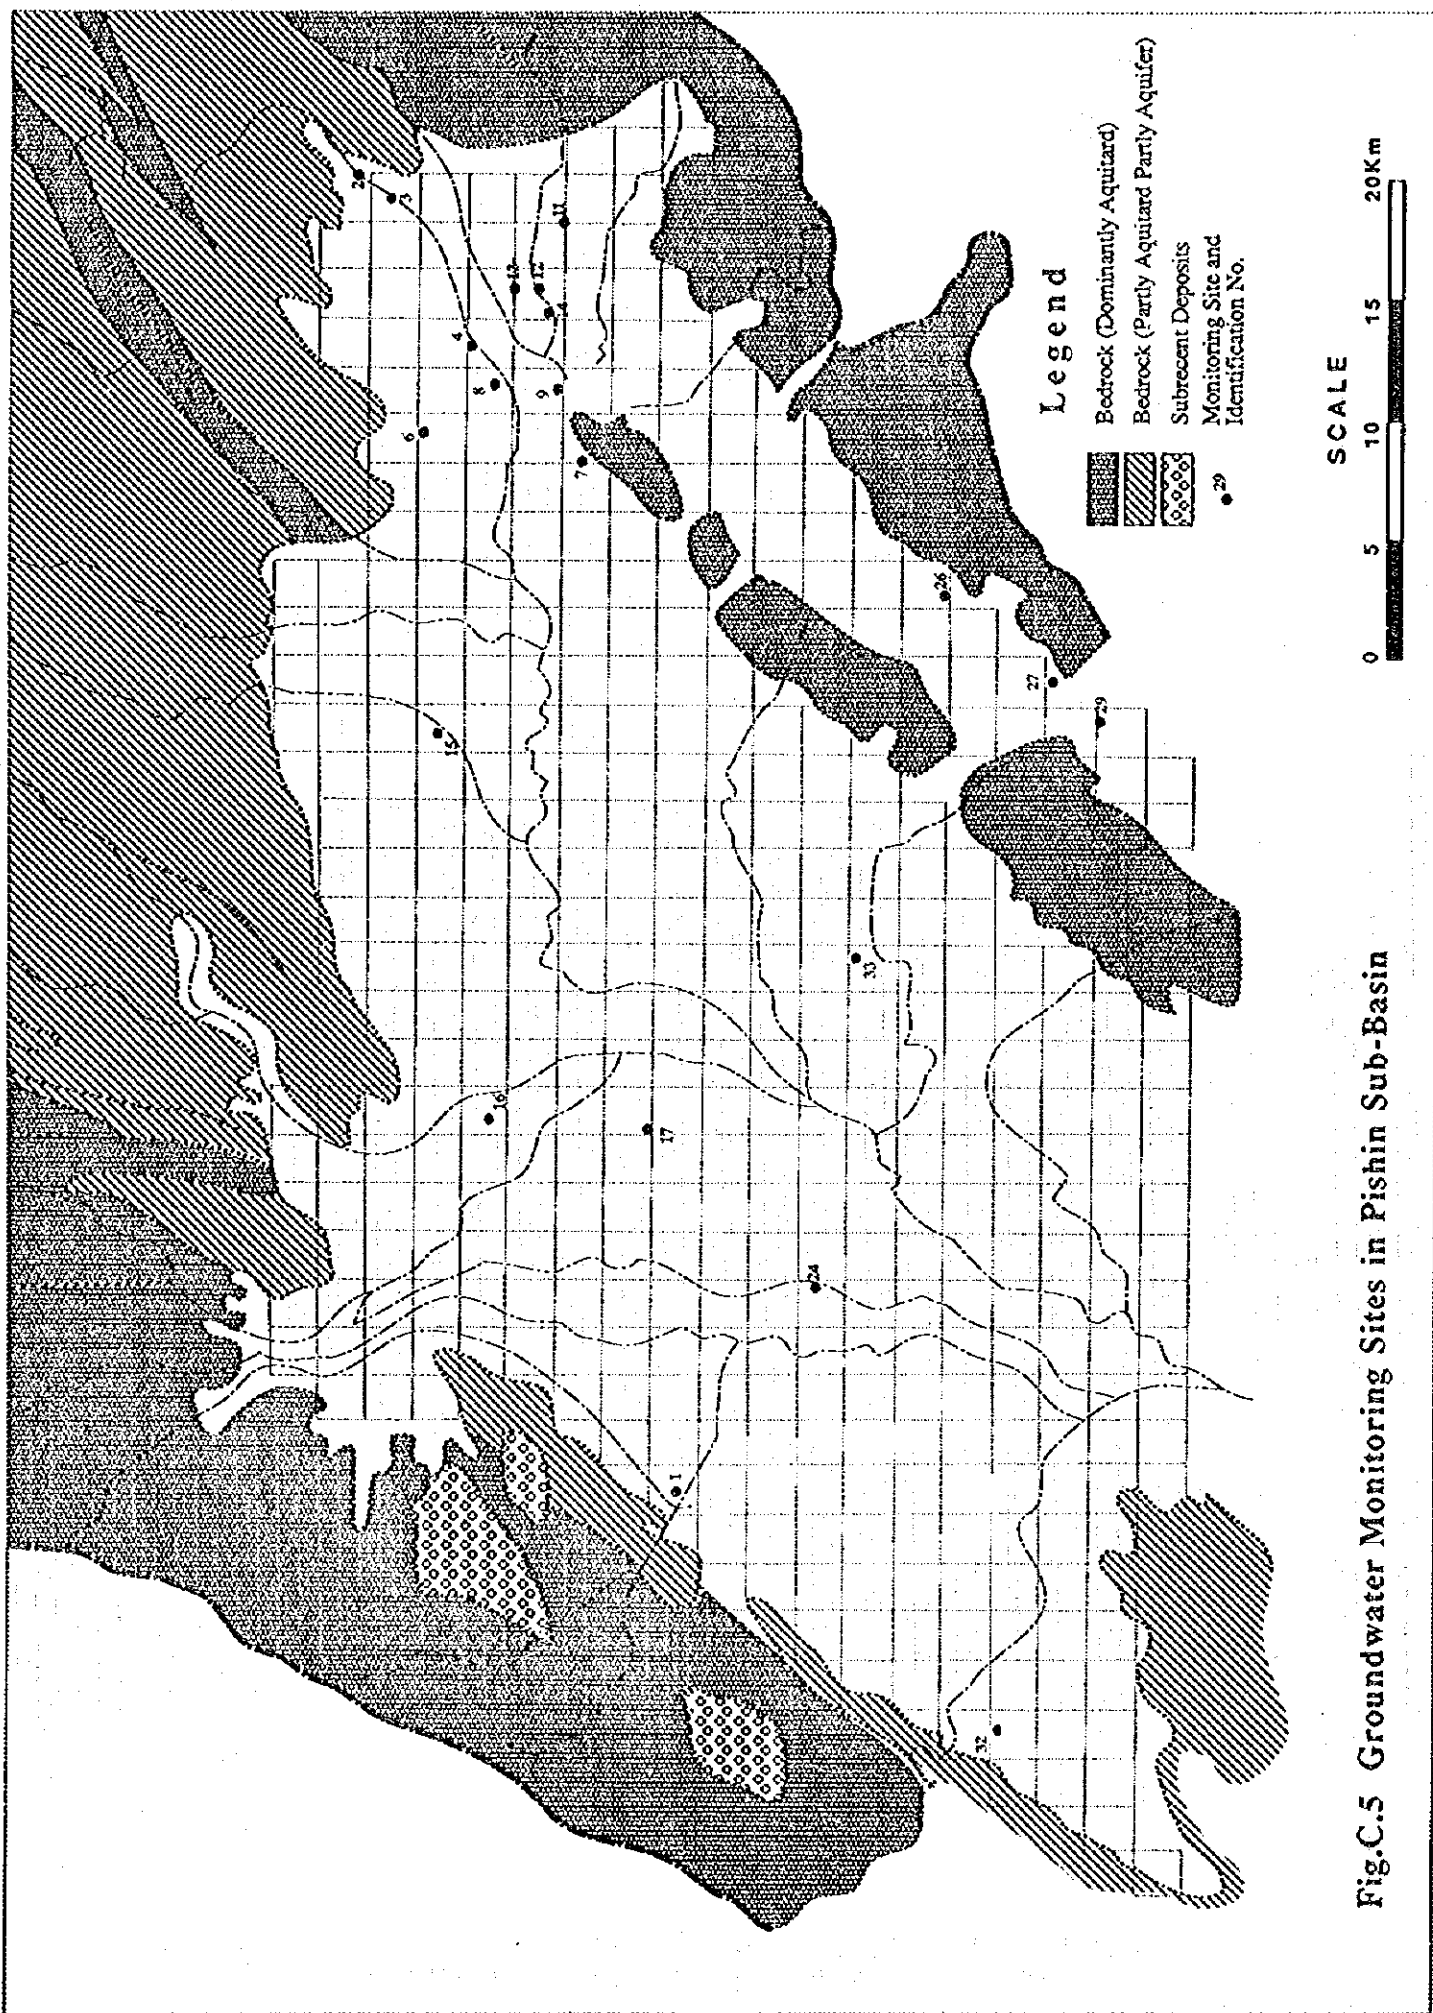 2
3
4
8
6
9
7
11
13
12
14
15
16
17
24
1
33
26
27
29
32
Legend
Bedrock (Dominantly Aquitard)
Bedrock (Partly Aquitard Partly Aquifer)
Subrecent Deposits
Monitoring Site and
Identification No.
29
SCALE
0 5 10 15 20Km
Fig.C.5 Groundwater Monitoring Sites in Pishin Sub-Basin